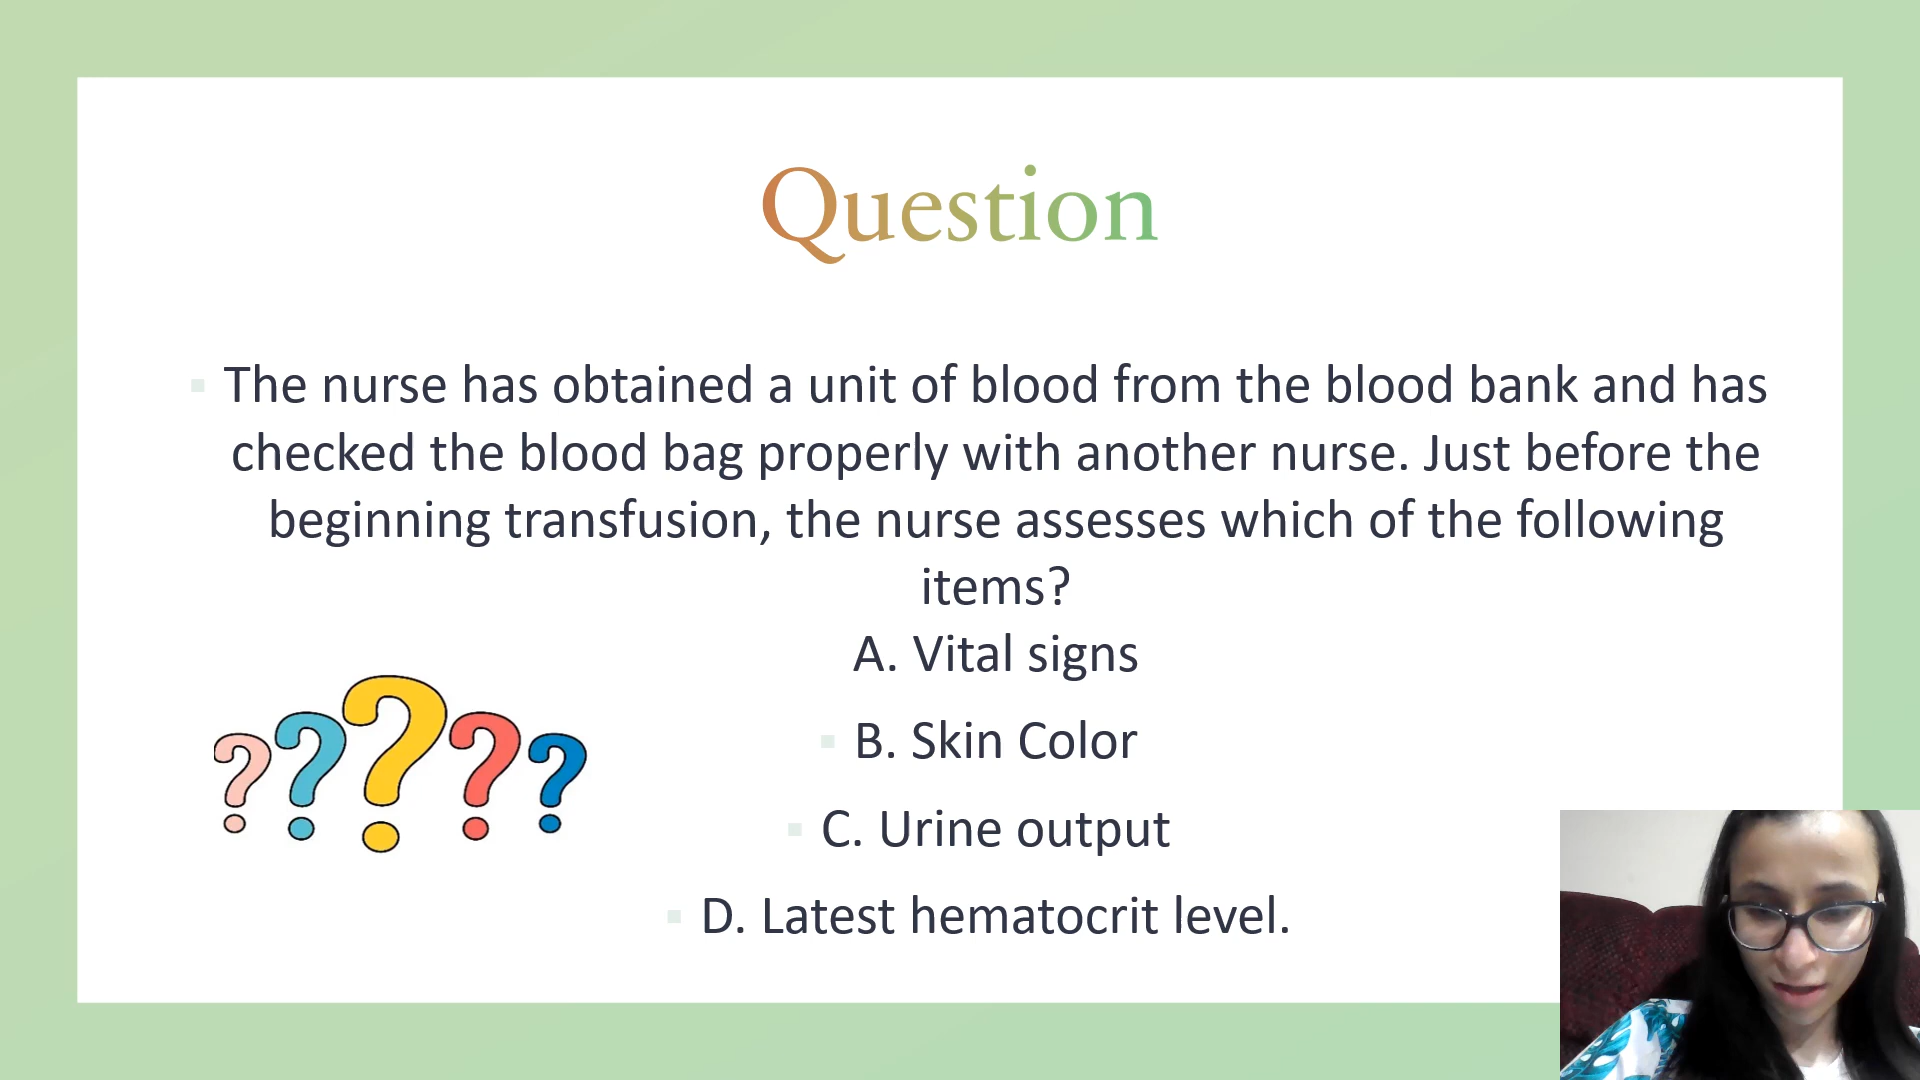 Question
The nurse has obtained a unit of blood from the blood bank and has
checked the blood bag properly with another nurse. Just before the
beginning transfusion, the nurse assesses which of the following
items?
A. Vital signs
B. Skin Color
C. Urine output
D. Latest hematocrit level.